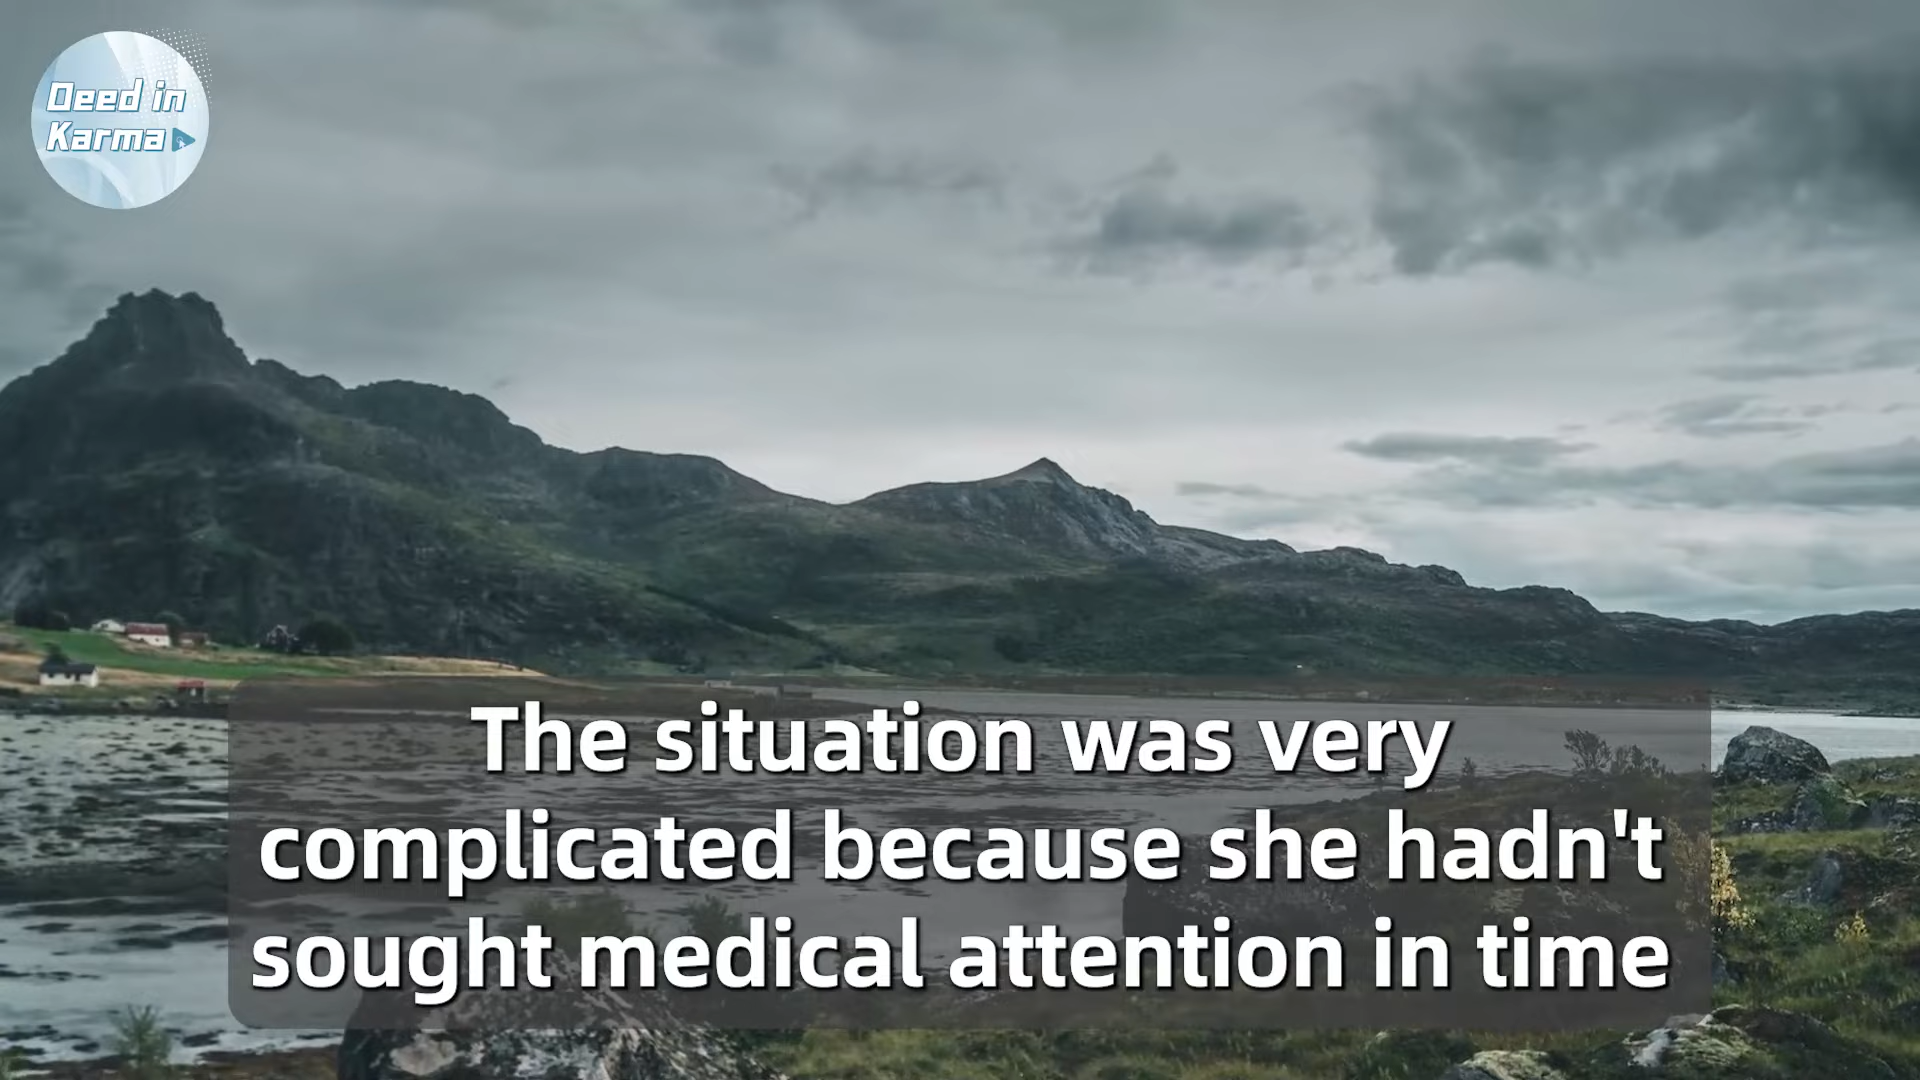 Deed in
Karma
The situation was very
complicated because she hadn't
sought medical attention in time